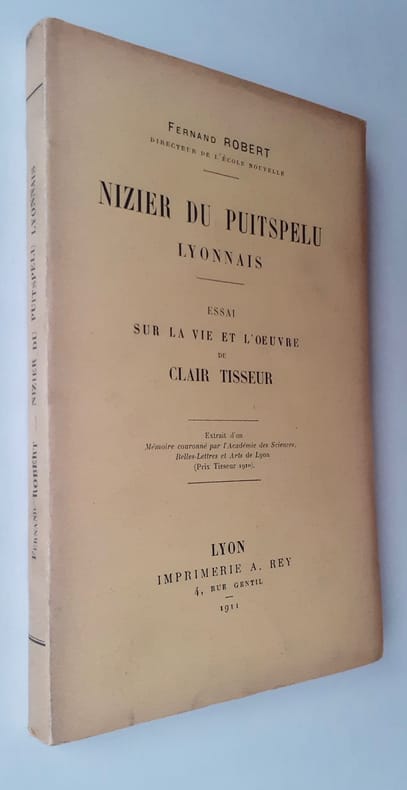 Fernand ROBERT
DIRECTEUR DE L'ÉCOLE NOUVELLE
NIZIER DU PUITSPELU
LYONNAIS
ESSAI
SUR LA VIE ET L'OEUVRE
DE
CLAIR TISSEUR
Extrait d'un
Mémoire couronné par l'Académie des Sciences,
Belles-Lettres et Arts de Lyon
(Prix Tisseur 1910).
LYON
IMPRIMERIE A. REY
4, RUE GENTIL
1911
Fernand ROBERT — NIZIER DU PUITSPELU LYONNAIS